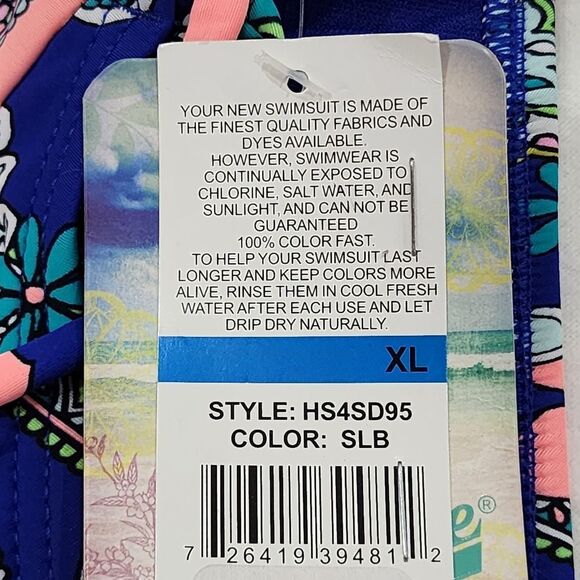 YOUR NEW SWIMSUIT IS MADE OF
THE FINEST QUALITY FABRICS AND
DYES AVAILABLE.
HOWEVER, SWIMWEAR IS
CONTINUALLY EXPOSED TO
CHLORINE, SALT WATER, AND
SUNLIGHT, AND CAN NOT BE
GUARANTEED
100% COLOR FAST.
TO HELP YOUR SWIMSUIT LAST
LONGER AND KEEP COLORS MORE
ALIVE, RINSE THEM IN COOL FRESH
WATER AFTER EACH USE AND LET
DRIP DRY NATURALLY.
XL
STYLE: HS4SD95
COLOR: SLB
7 26419 39481 2